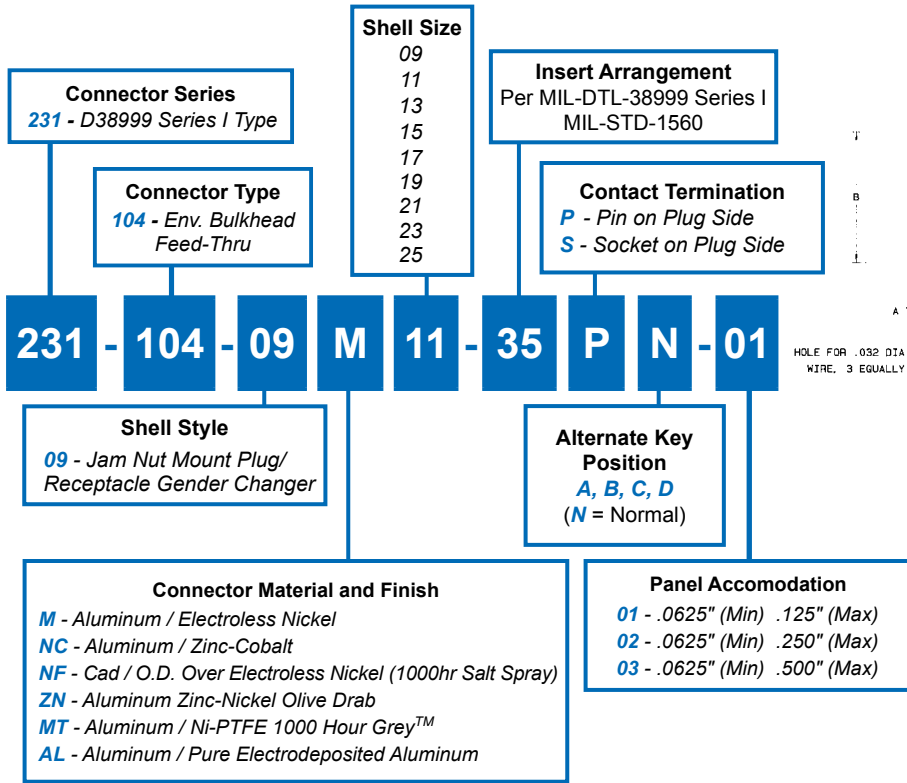 Shell Size
09
11
13
15
17
19
21
23
25
Connector Series
231 - D38999 Series I Type
Insert Arrangement
Per MIL-DTL-38999 Series I
MIL-STD-1560
Connector Type
104 - Env. Bulkhead
Feed-Thru
Contact Termination
P - Pin on Plug Side
S - Socket on Plug Side
B
A
231 - 104 - 09 M 11 - 35 P N - 01
HOLE FOR .032 DIA
WIRE, 3 EQUALLY
Shell Style
09 - Jam Nut Mount Plug/
Receptacle Gender Changer
Alternate Key
Position
A, B, C, D
(N = Normal)
Connector Material and Finish
M - Aluminum / Electroless Nickel
NC - Aluminum / Zinc-Cobalt
NF - Cad / O.D. Over Electroless Nickel (1000hr Salt Spray)
ZN - Aluminum Zinc-Nickel Olive Drab
MT - Aluminum / Ni-PTFE 1000 Hour Grey™
AL - Aluminum / Pure Electrodeposited Aluminum
Panel Accomodation
01 - .0625" (Min) .125" (Max)
02 - .0625" (Min) .250" (Max)
03 - .0625" (Min) .500" (Max)